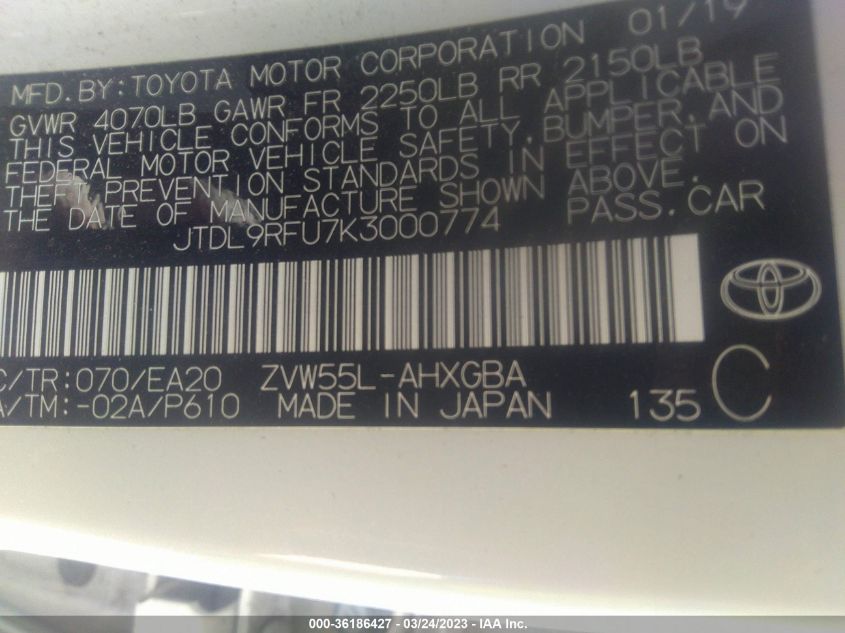 MFD. BY: TOYOTA MOTOR CORPORATION 01/19
GVWR 4070LB GAWR FR 2250LB RR 2150LB
THIS VEHICLE CONFORMS TO ALL APPLICABLE
FEDERAL MOTOR VEHICLE SAFETY, BUMPER, AND
THEFT PREVENTION STANDARDS IN EFFECT ON
THE DATE OF MANUFACTURE SHOWN ABOVE.
JTDL9RFU7K3000774 PASS. CAR
C/TR: 070/EA20 ZVW55L-AHXGBA
A/TM: -02A/P610 MADE IN JAPAN 135 C
000-36186427 - 03/24/2023 - IAA Inc.